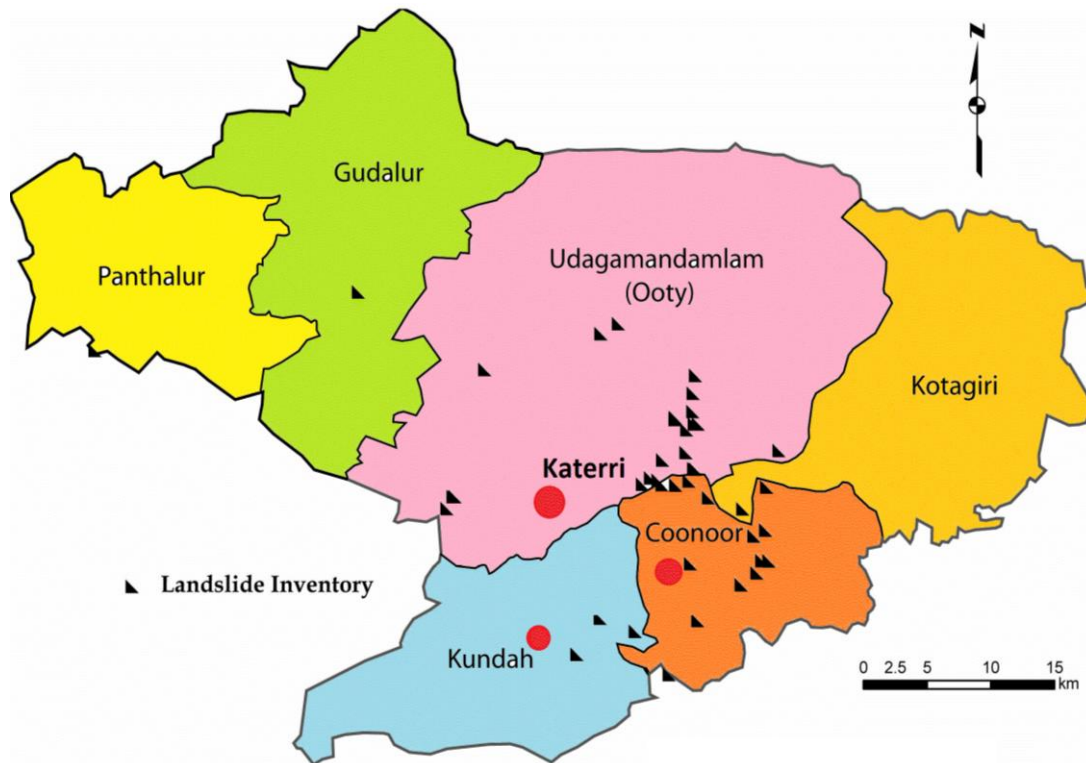 N
Gudalur
Udagamandamlam
(Ooty)
Panthalur
Kotagiri
Katerri
Coonoor
Landslide Inventory
Kundah
0 2.5 5 10 15
km